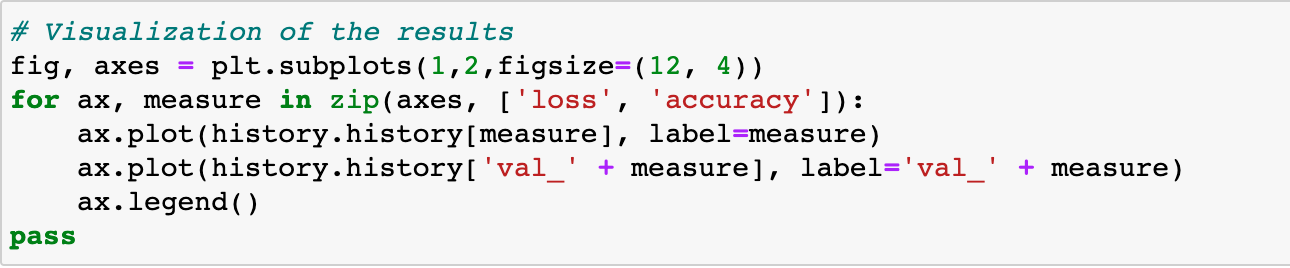 # Visualization of the results
fig, axes = plt.subplots(1,2,figsize=(12, 4))
for ax, measure in zip(axes, ['loss', 'accuracy']):
    ax.plot(history.history[measure], label=measure)
    ax.plot(history.history['val_' + measure], label='val_' + measure)
    ax.legend()
pass